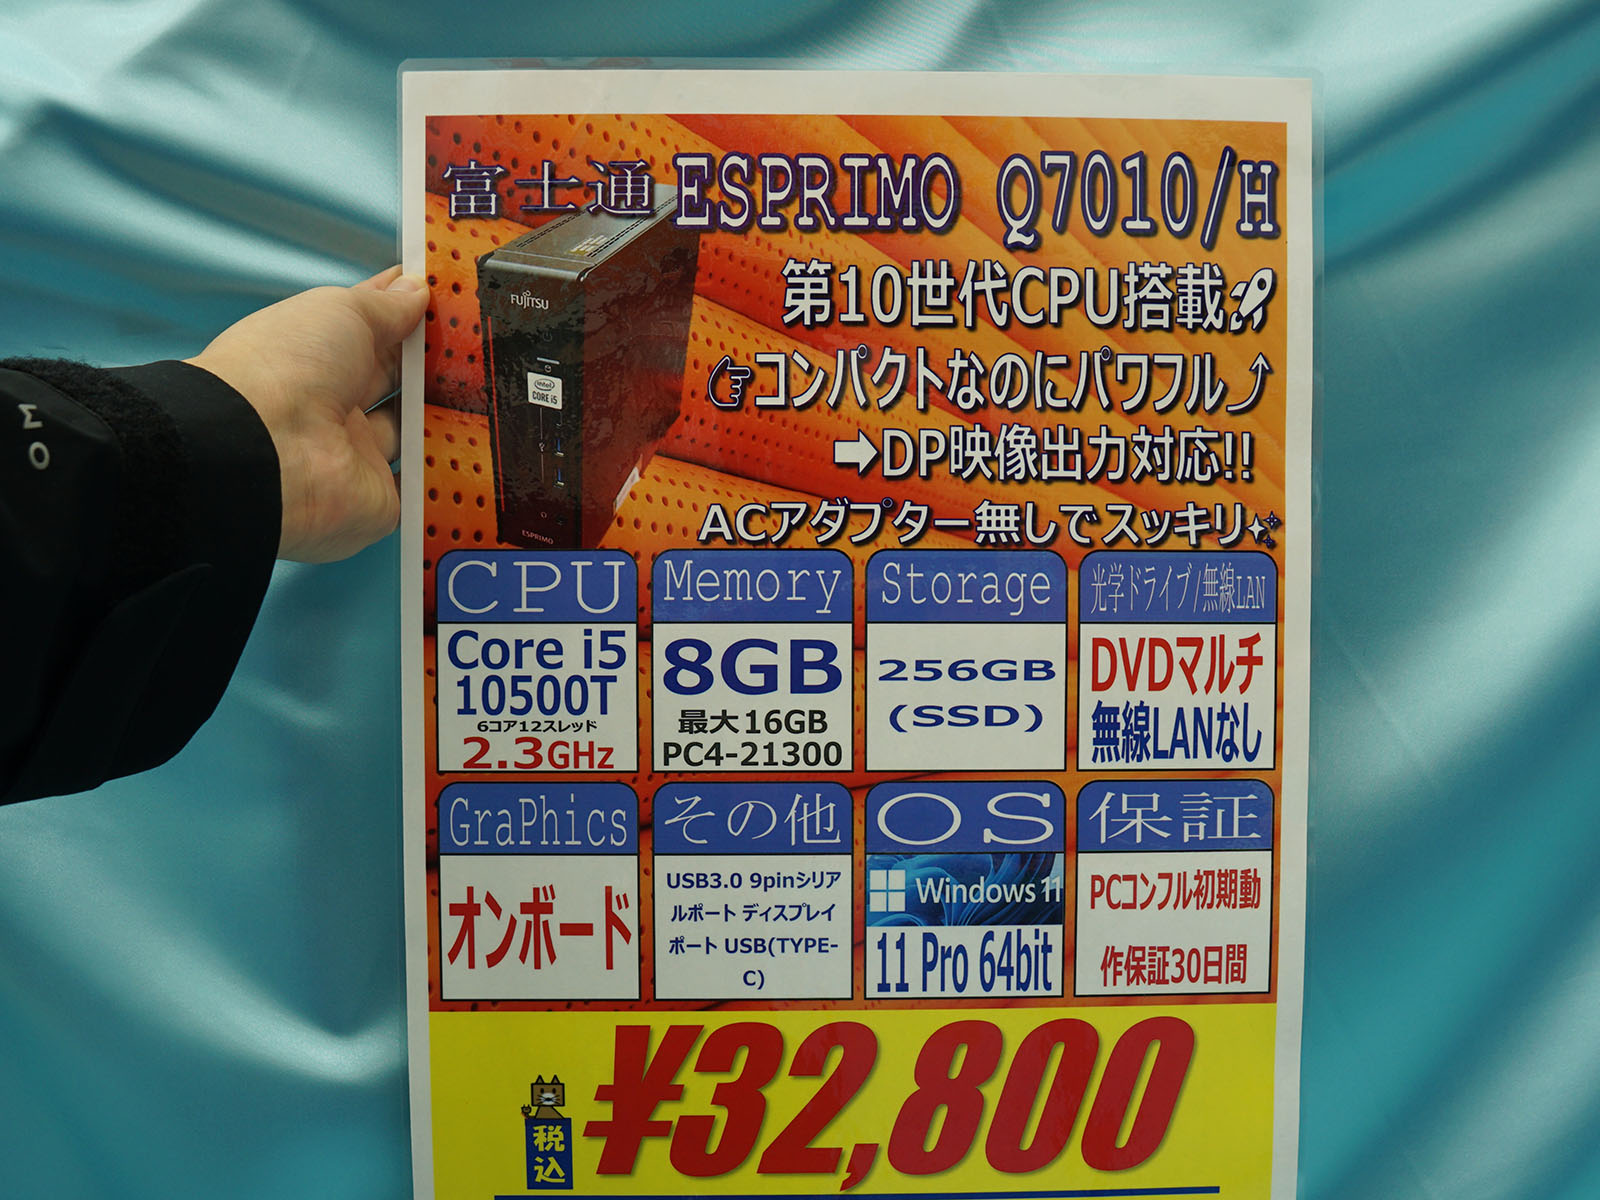 富士通 ESPRIMO Q7010/H
第10世代CPU搭載
コンパクトなのにパワフル⤴
➡DP映像出力対応!!
ACアダプター無しでスッキリ
FUJITSU
intel
CORE i5
ESPRIMO
CPU
Core i5
10500T
6コア12スレッド
2.3GHz
Memory
8GB
最大16GB
PC4-21300
Storage
256GB
(SSD)
光学ドライブ/無線LAN
DVDマルチ
無線LANなし
GraPhics
オンボード
その他
USB3.0 9pinシリア
ルポート ディスプレイ
ポート USB(TYPE-
C)
OS
Windows 11
11 Pro 64bit
保証
PCコンフル初期動
作保証30日間
税込
¥32,800